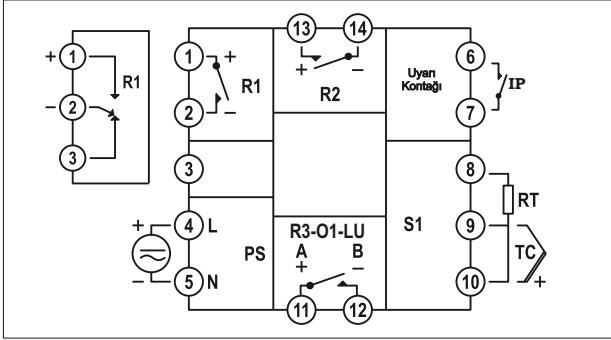 + 1
R1
− 2
3
1 +
R1
2 −
3
+ 4 L
PS
− 5 N
13 14
+ −
R2
R3-O1-LU
A B
+ −
11 12
Uyarı
Kontağı
6
IP
7
8
RT
S1
9
TC
10 +